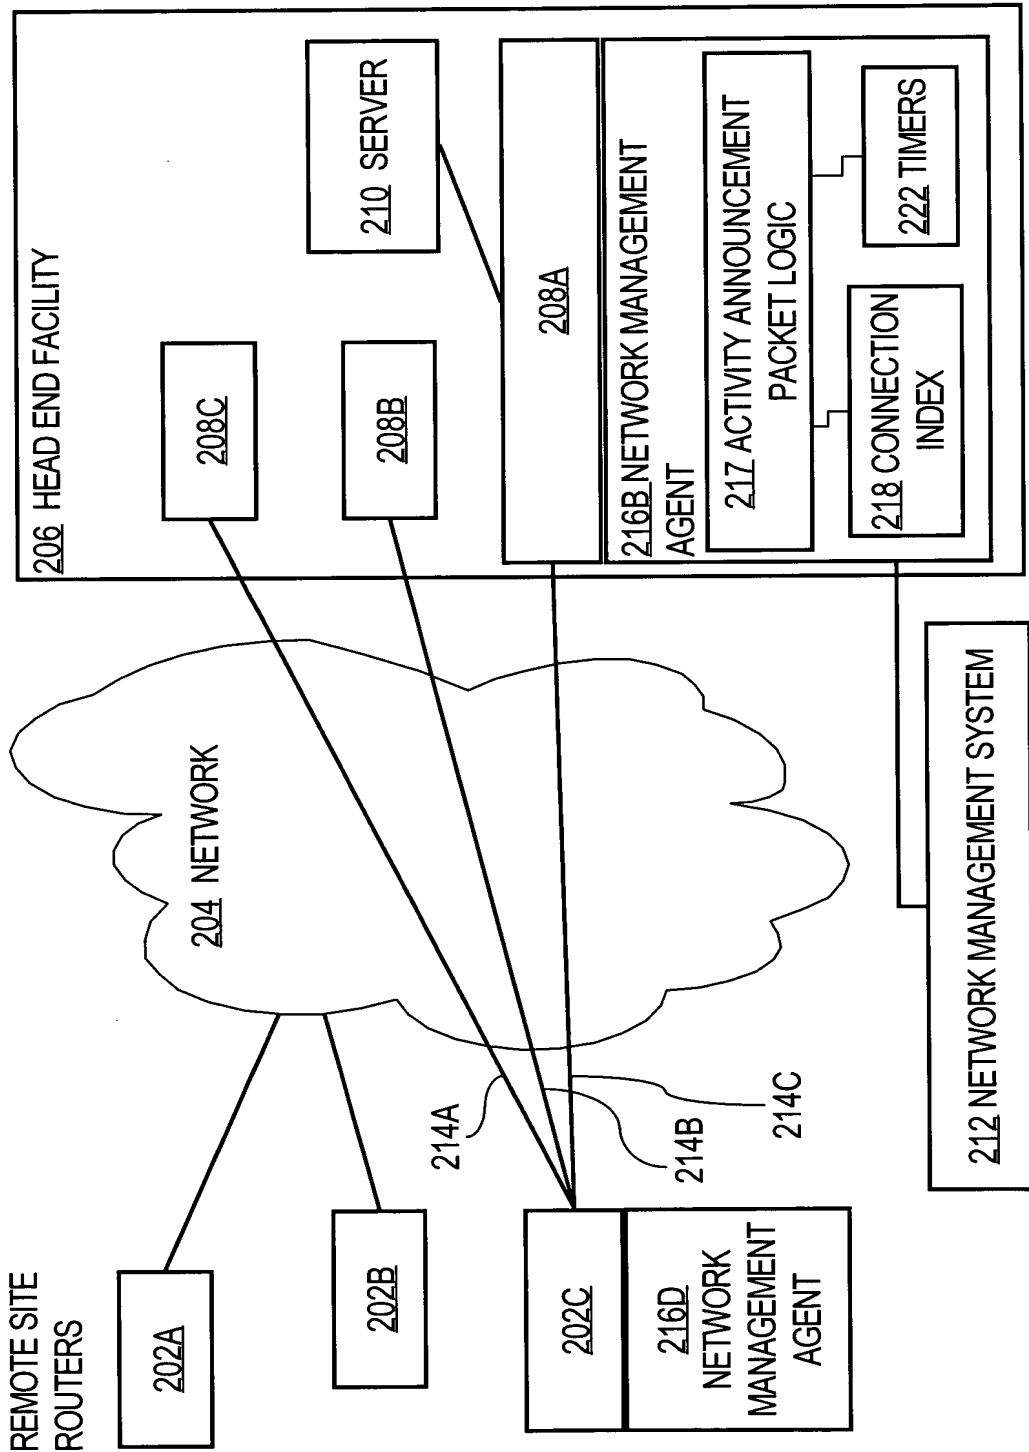 REMOTE SITE
ROUTERS
202A
202B
202C
216D
NETWORK
MANAGEMENT
AGENT
214A
214B
214C
204 NETWORK
212 NETWORK MANAGEMENT SYSTEM
206 HEAD END FACILITY
208C
208B
210 SERVER
208A
216B NETWORK MANAGEMENT
AGENT
217 ACTIVITY ANNOUNCEMENT
PACKET LOGIC
218 CONNECTION
INDEX
222 TIMERS